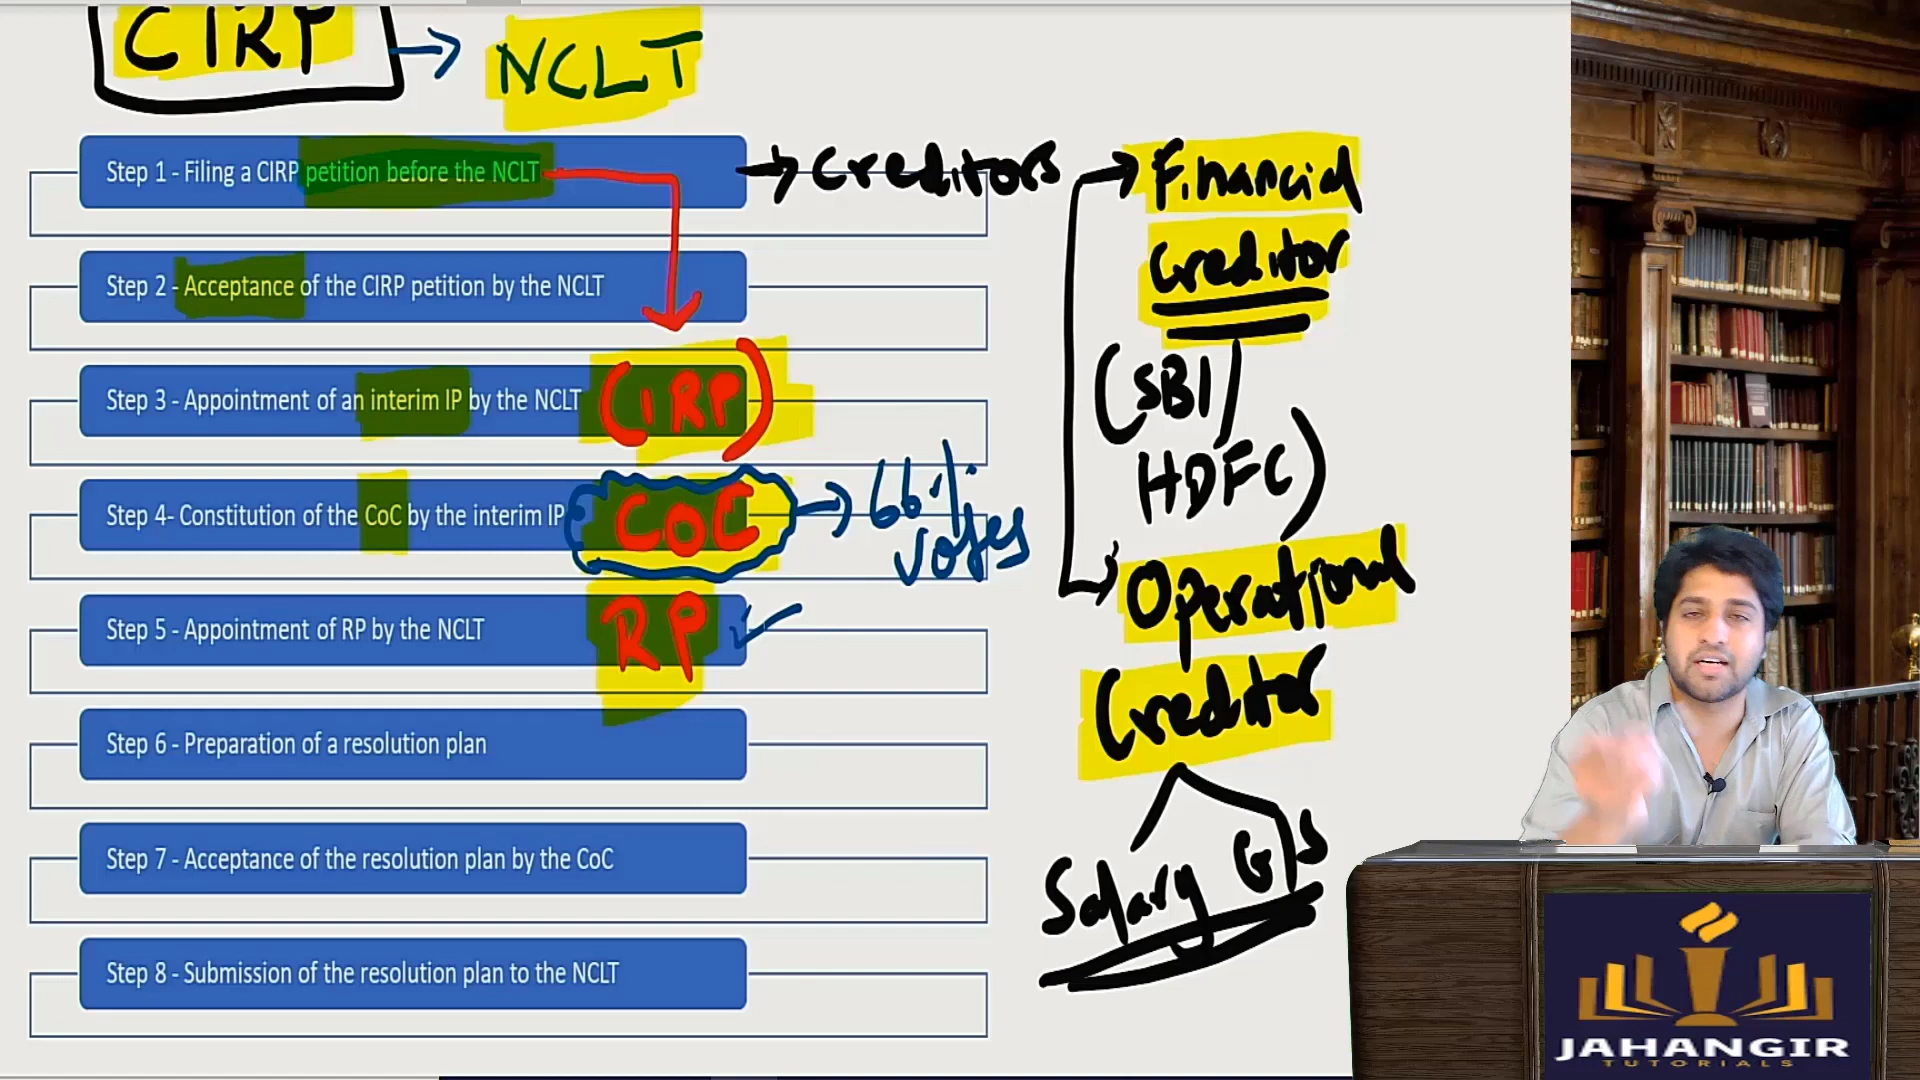 CIRP → NCLT
Step 1 - Filing a CIRP petition before the NCLT → Creditors → Financial
Creditor
Step 2 - Acceptance of the CIRP petition by the NCLT
Step 3 - Appointment of an interim IP by the NCLT (IRP)
(SBI/
HDFC)
Step 4- Constitution of the CoC by the interim IP COC → 66% votes
Step 5 - Appointment of RP by the NCLT RP
Operational
Creditor
Step 6 - Preparation of a resolution plan
Step 7 - Acceptance of the resolution plan by the CoC
Salary G/S
Step 8 - Submission of the resolution plan to the NCLT
JAHANGIR
TUTORIALS